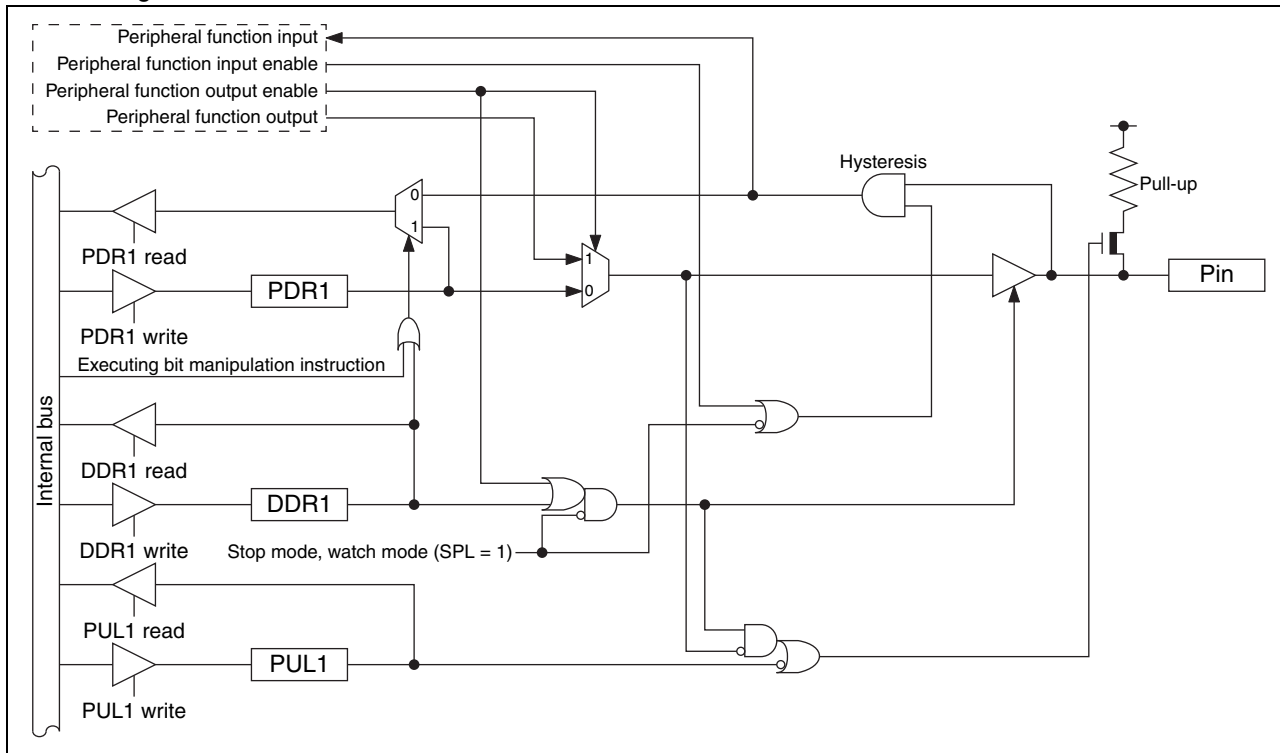 Peripheral function input
Peripheral function input enable
Peripheral function output enable
Peripheral function output
Hysteresis
Pull-up
0
1
PDR1 read
1
0
PDR1
Pin
PDR1 write
Executing bit manipulation instruction
Internal bus
DDR1 read
DDR1
DDR1 write
Stop mode, watch mode (SPL = 1)
PUL1 read
PUL1
PUL1 write